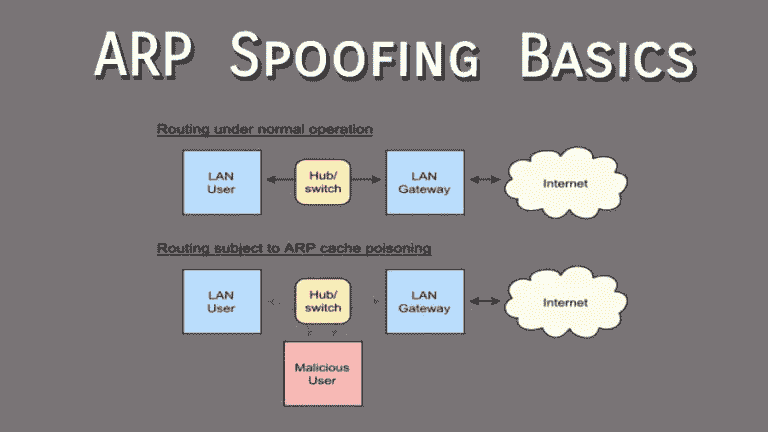 ARP Spoofing Basics
Routing under normal operation
LAN
User
Hub/
switch
LAN
Gateway
Internet
Routing subject to ARP cache poisoning
LAN
User
Hub/
switch
LAN
Gateway
Internet
Malicious
User